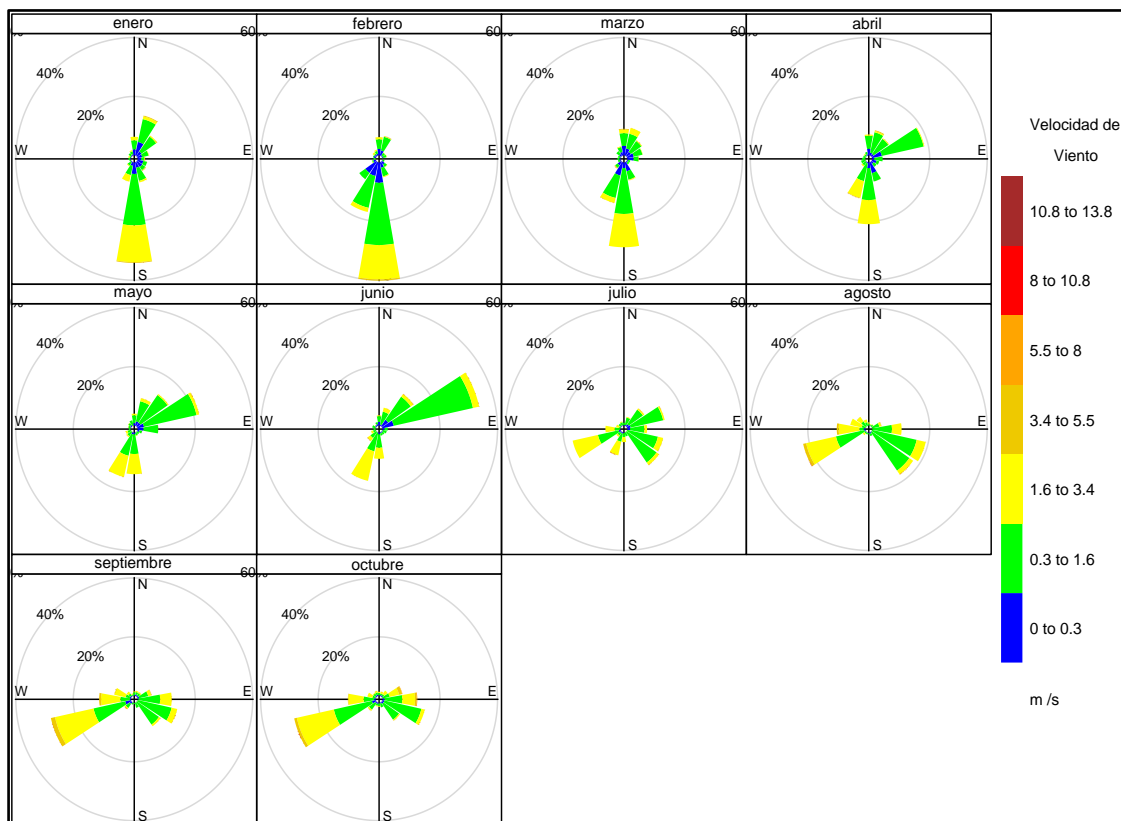 enero febrero marzo abril
60 60 60
N N N N
40% 40% 40% 40%
20% 20% 20% 20%
W E W E W E W E
S S S S
mayo junio julio agosto
60 60 60
N N N N
40% 40% 40% 40%
20% 20% 20% 20%
W E W E W E W E
S S S S
septiembre octubre
60
N N
40% 40%
20% 20%
W E W E
S S
Velocidad de
Viento
10.8 to 13.8
8 to 10.8
5.5 to 8
3.4 to 5.5
1.6 to 3.4
0.3 to 1.6
0 to 0.3
m /s